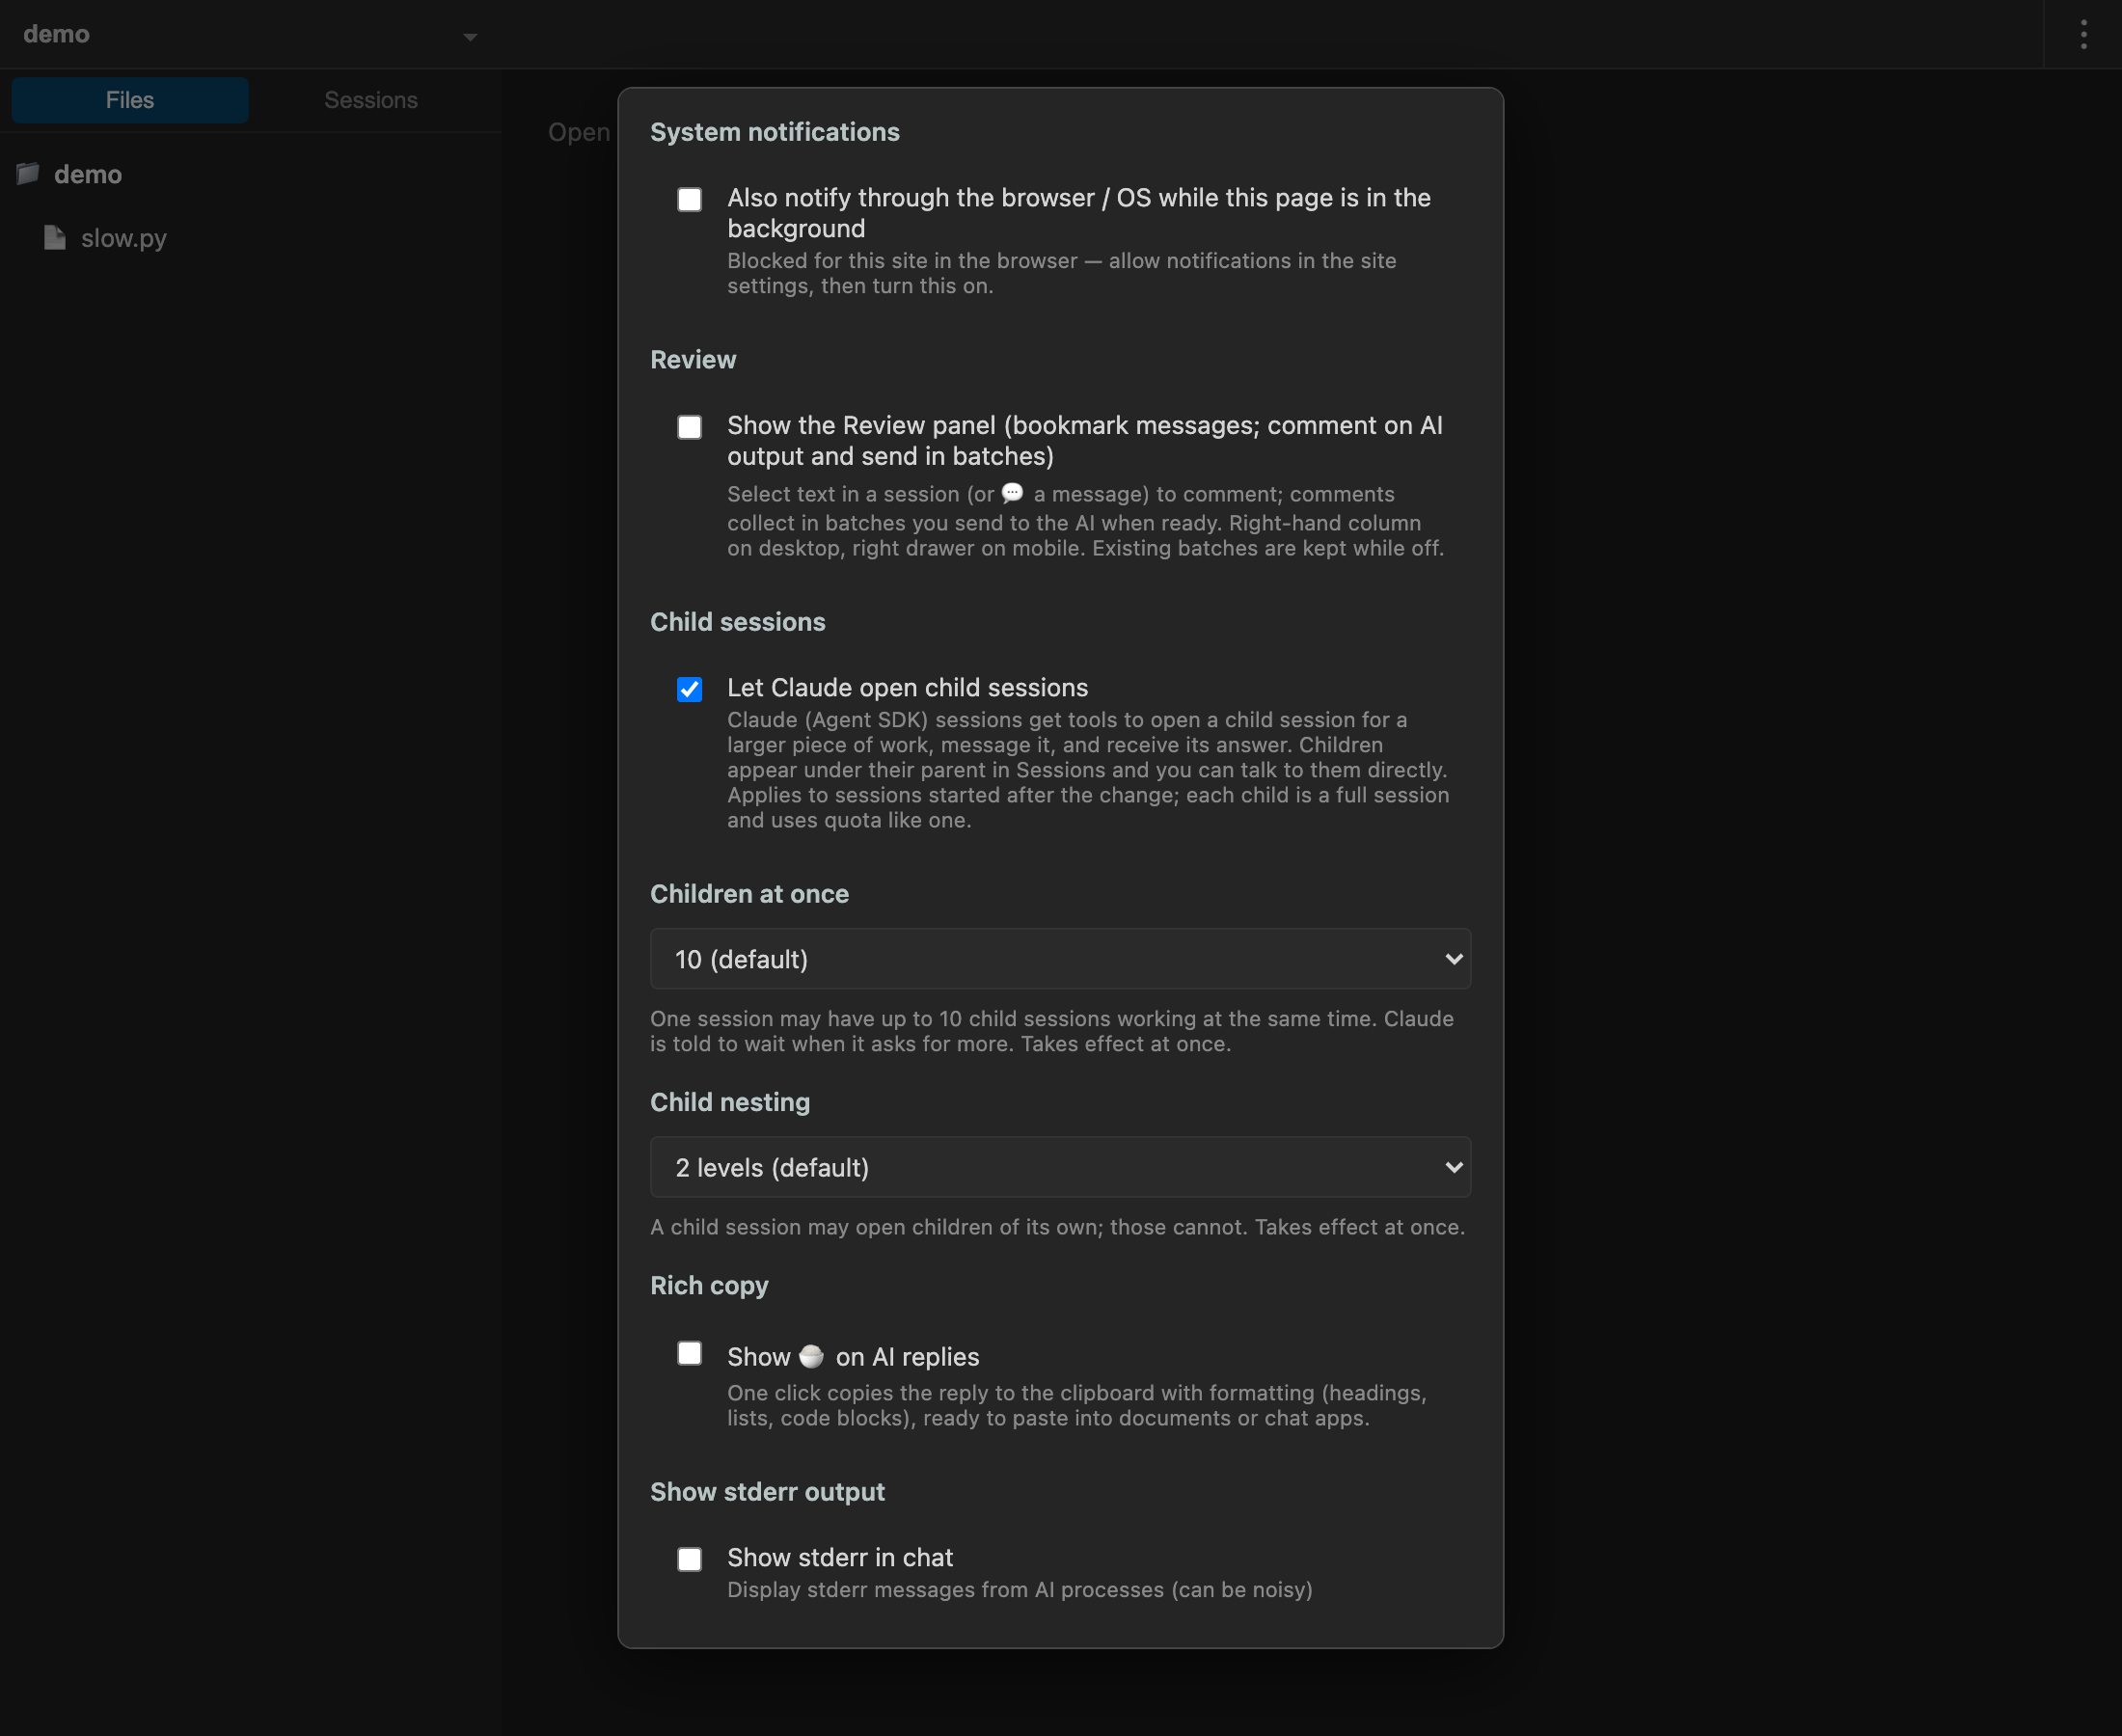 demo
Files
Sessions
Open
demo
slow.py
System notifications
Also notify through the browser / OS while this page is in the
background
Blocked for this site in the browser — allow notifications in the site
settings, then turn this on.
Review
Show the Review panel (bookmark messages; comment on AI
output and send in batches)
Select text in a session (or 💬 a message) to comment; comments
collect in batches you send to the AI when ready. Right-hand column
on desktop, right drawer on mobile. Existing batches are kept while off.
Child sessions
Let Claude open child sessions
Claude (Agent SDK) sessions get tools to open a child session for a
larger piece of work, message it, and receive its answer. Children
appear under their parent in Sessions and you can talk to them directly.
Applies to sessions started after the change; each child is a full session
and uses quota like one.
Children at once
10 (default)
One session may have up to 10 child sessions working at the same time. Claude
is told to wait when it asks for more. Takes effect at once.
Child nesting
2 levels (default)
A child session may open children of its own; those cannot. Takes effect at once.
Rich copy
Show 🍚 on AI replies
One click copies the reply to the clipboard with formatting (headings,
lists, code blocks), ready to paste into documents or chat apps.
Show stderr output
Show stderr in chat
Display stderr messages from AI processes (can be noisy)